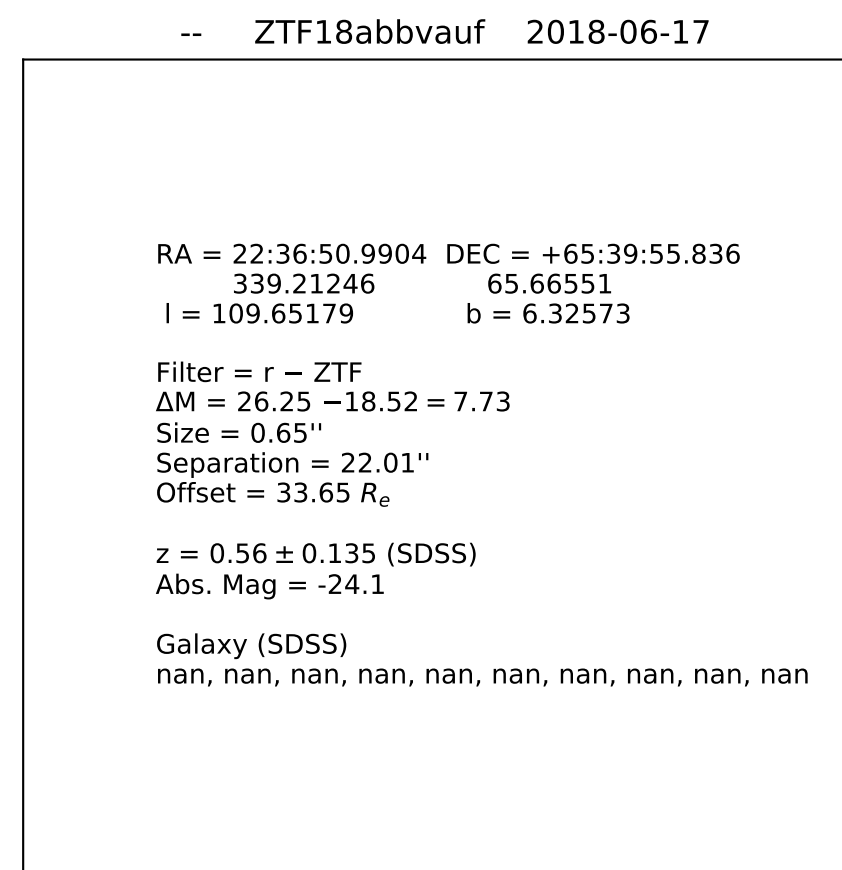 -- ZTF18abbvauf 2018-06-17
RA = 22:36:50.9904 DEC = +65:39:55.836
339.21246 65.66551
l = 109.65179 b = 6.32573
Filter = r − ZTF
ΔM = 26.25 −18.52 = 7.73
Size = 0.65''
Separation = 22.01''
Offset = 33.65 Rₑ
z = 0.56 ± 0.135 (SDSS)
Abs. Mag = -24.1
Galaxy (SDSS)
nan, nan, nan, nan, nan, nan, nan, nan, nan, nan